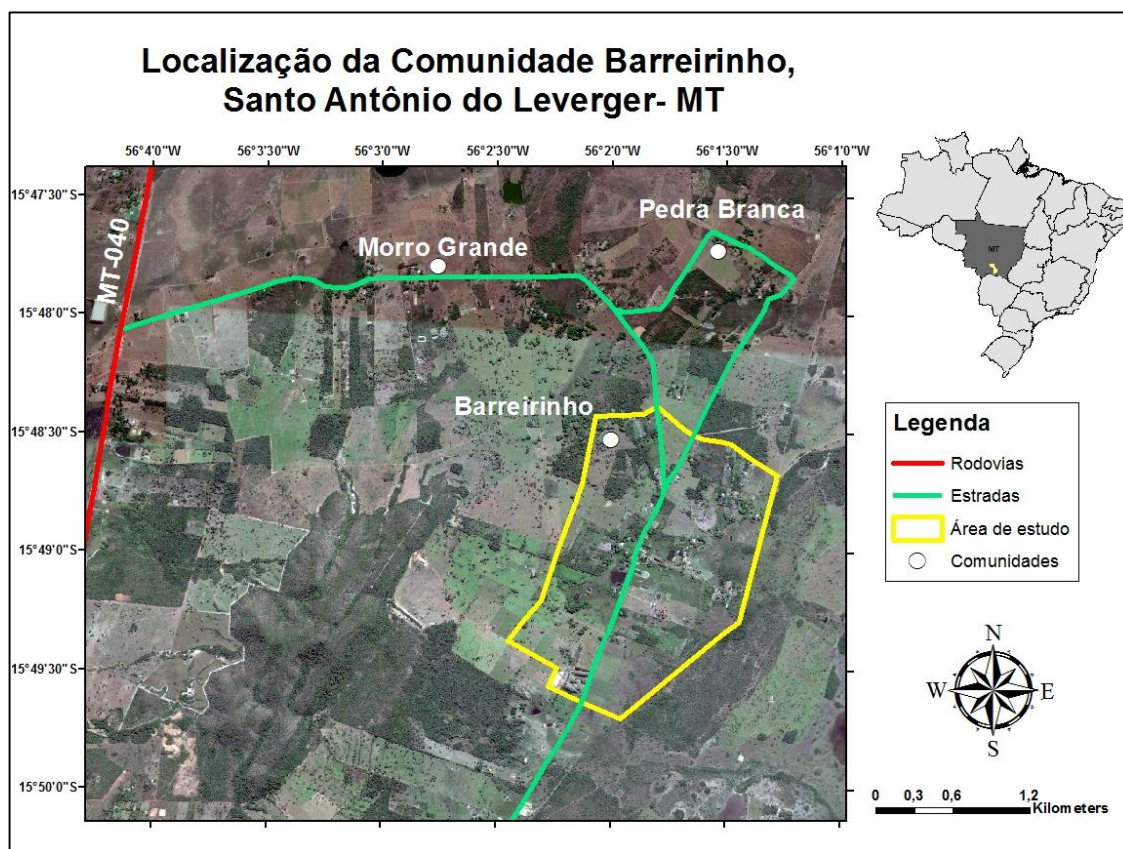 Localização da Comunidade Barreirinho,
Santo Antônio do Leverger- MT
56°4'0"W 56°3'30"W 56°3'0"W 56°2'30"W 56°2'0"W 56°1'30"W 56°1'0"W
15°47'30"S
15°48'0"S
15°48'30"S
15°49'0"S
15°49'30"S
15°50'0"S
MT-040
Morro Grande
Pedra Branca
Barreirinho
MT
Legenda
Rodovias
Estradas
Área de estudo
Comunidades
N
W E
S
0 0,3 0,6 1,2
Kilometers